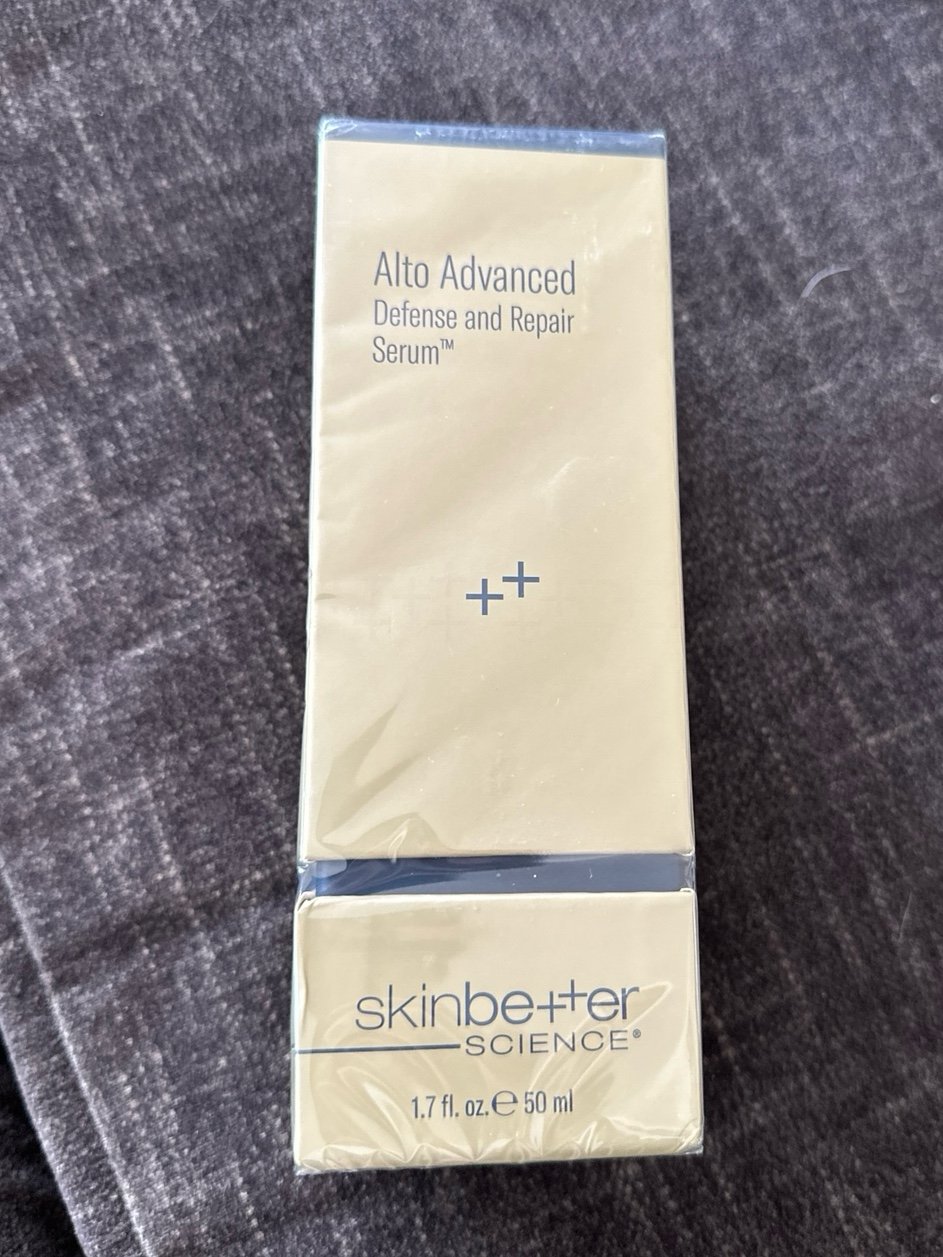 Alto Advanced
Defense and Repair
Serum™
skinbetter
SCIENCE®
1.7 fl. oz. ℮ 50 ml